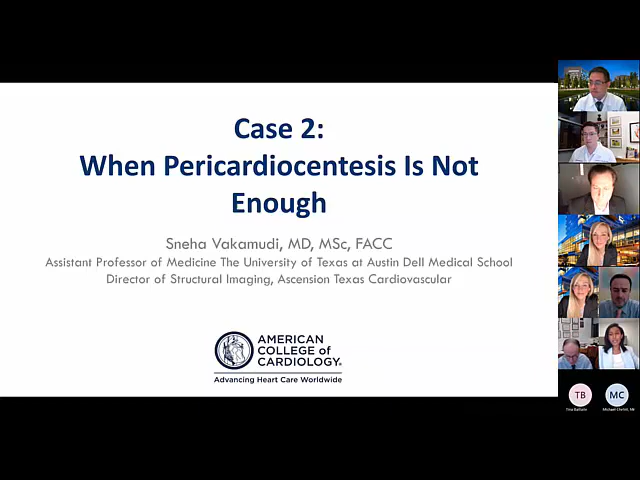 Case 2:
When Pericardiocentesis Is Not
Enough
Sneha Vakamudi, MD, MSc, FACC
Assistant Professor of Medicine The University of Texas at Austin Dell Medical School
Director of Structural Imaging, Ascension Texas Cardiovascular
AMERICAN
COLLEGE of
CARDIOLOGY®
Advancing Heart Care Worldwide
TB
MC